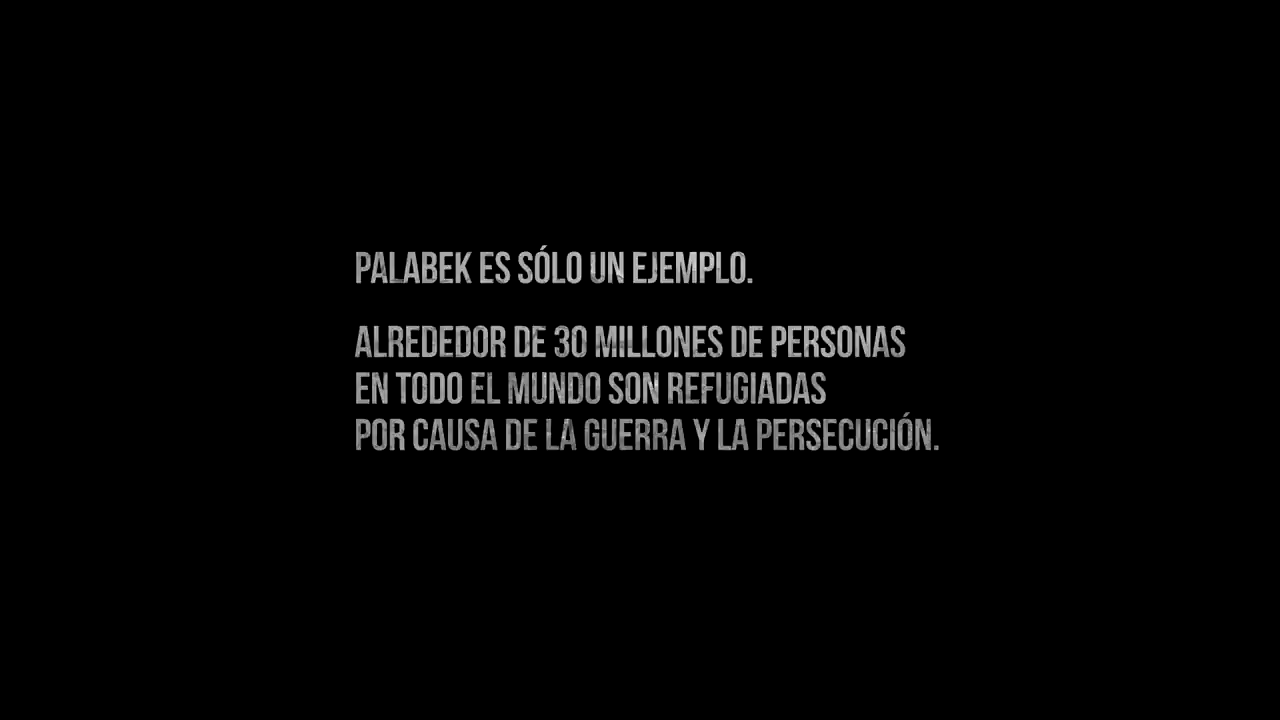 PALABEK ES SÓLO UN EJEMPLO.
ALREDEDOR DE 30 MILLONES DE PERSONAS
EN TODO EL MUNDO SON REFUGIADAS
POR CAUSA DE LA GUERRA Y LA PERSECUCIÓN.